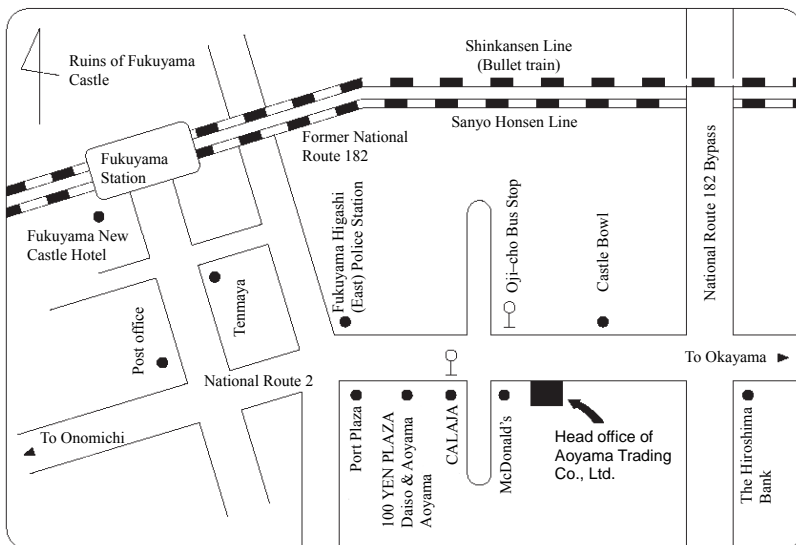 Ruins of Fukuyama
Castle
Shinkansen Line
(Bullet train)
Sanyo Honsen Line
Former National
Route 182
Fukuyama
Station
Fukuyama New
Castle Hotel
National Route 182 Bypass
Fukuyama Higashi
(East) Police Station
Oji–cho Bus Stop
Castle Bowl
Tenmaya
Post office
National Route 2
To Okayama
To Onomichi
Port Plaza
100 YEN PLAZA
Daiso & Aoyama
Aoyama
CALAJA
McDonald's
Head office of
Aoyama Trading
Co., Ltd.
The Hiroshima
Bank